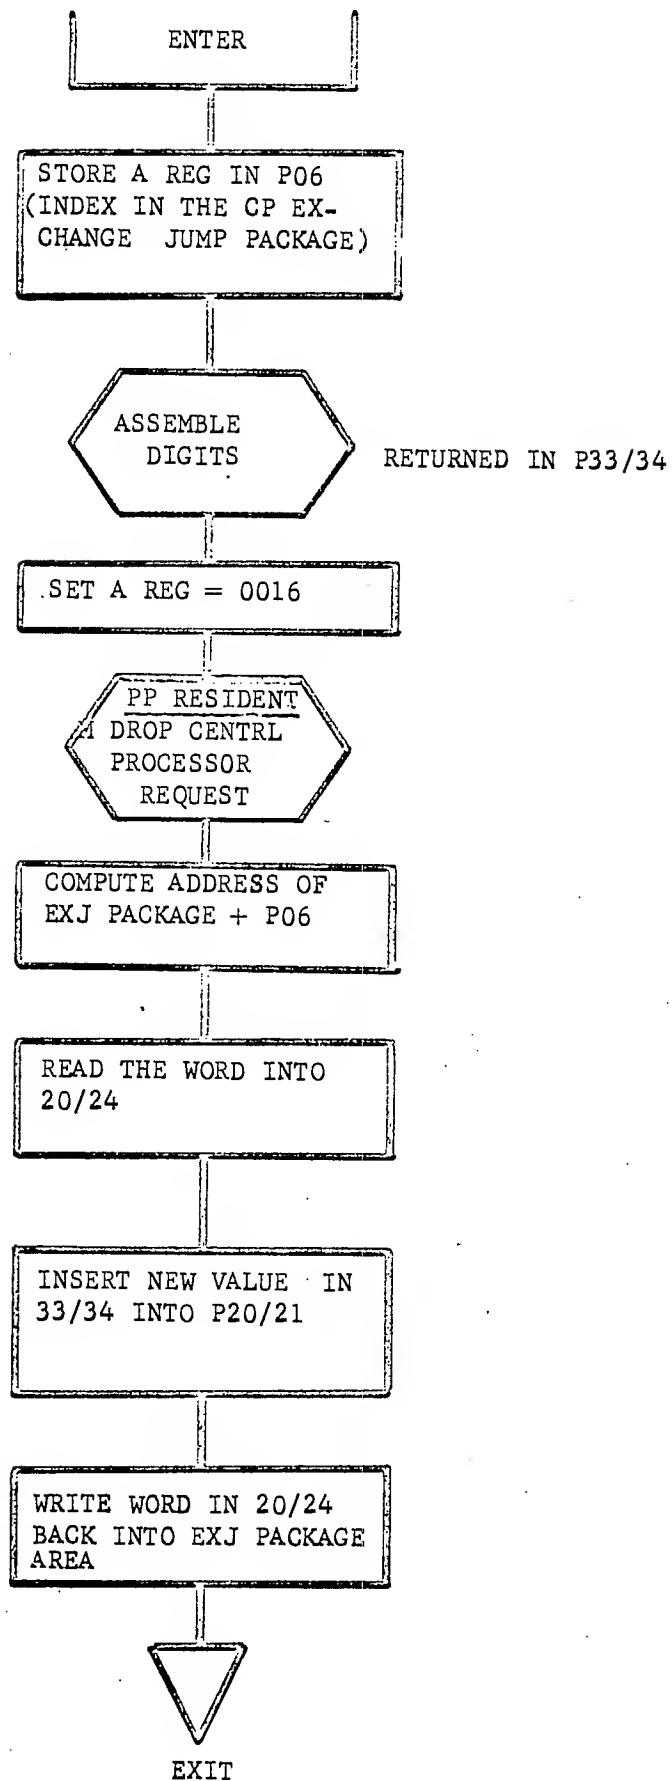 ENTER
STORE A REG IN P06
(INDEX IN THE CP EX-
CHANGE JUMP PACKAGE)
ASSEMBLE
DIGITS
RETURNED IN P33/34
SET A REG = 0016
PP RESIDENT
DROP CENTRL
PROCESSOR
REQUEST
COMPUTE ADDRESS OF
EXJ PACKAGE + P06
READ THE WORD INTO
20/24
INSERT NEW VALUE IN
33/34 INTO P20/21
WRITE WORD IN 20/24
BACK INTO EXJ PACKAGE
AREA
EXIT